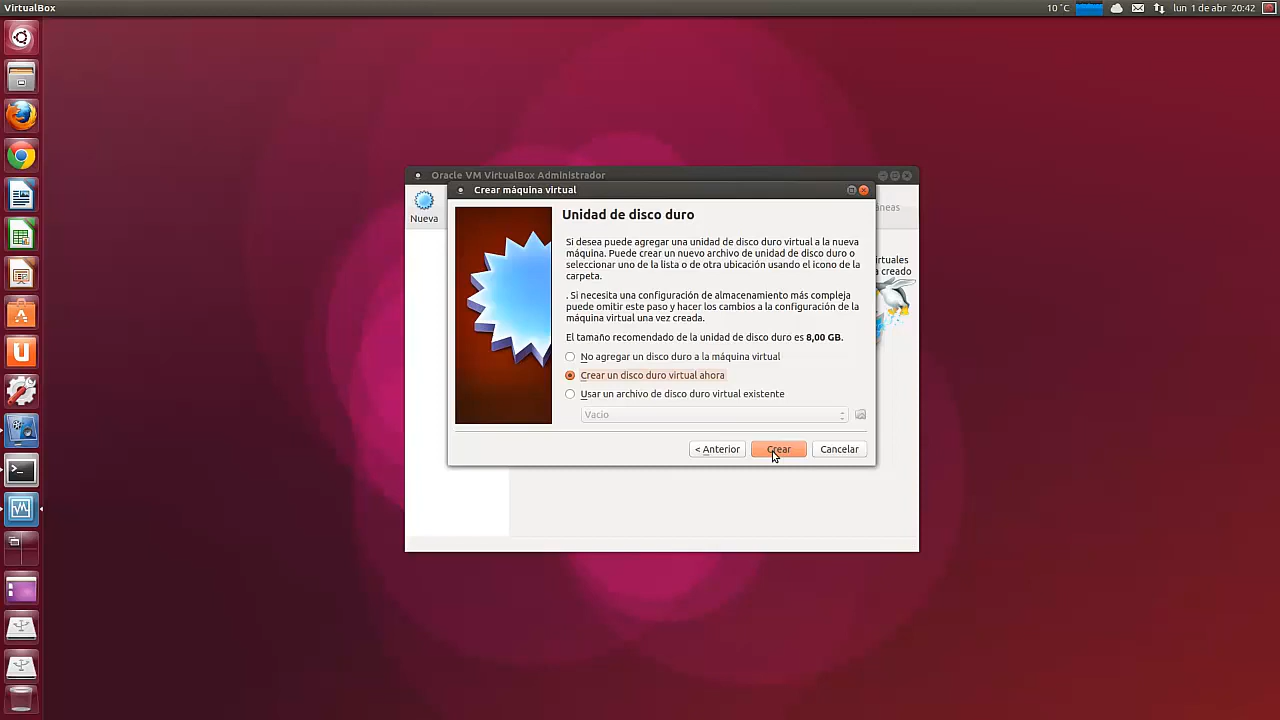 VirtualBox
10 °C
lun 1 de abr 20:42
Oracle VM VirtualBox Administrador
Crear máquina virtual
Nueva
Unidad de disco duro
Si desea puede agregar una unidad de disco duro virtual a la nueva
máquina. Puede crear un nuevo archivo de unidad de disco duro o
seleccionar uno de la lista o de otra ubicación usando el icono de la
carpeta.
. Si necesita una configuración de almacenamiento más compleja
puede omitir este paso y hacer los cambios a la configuración de la
máquina virtual una vez creada.
El tamaño recomendado de la unidad de disco duro es 8,00 GB.
No agregar un disco duro a la máquina virtual
Crear un disco duro virtual ahora
Usar un archivo de disco duro virtual existente
Vacío
< Anterior
Crear
Cancelar
a creado